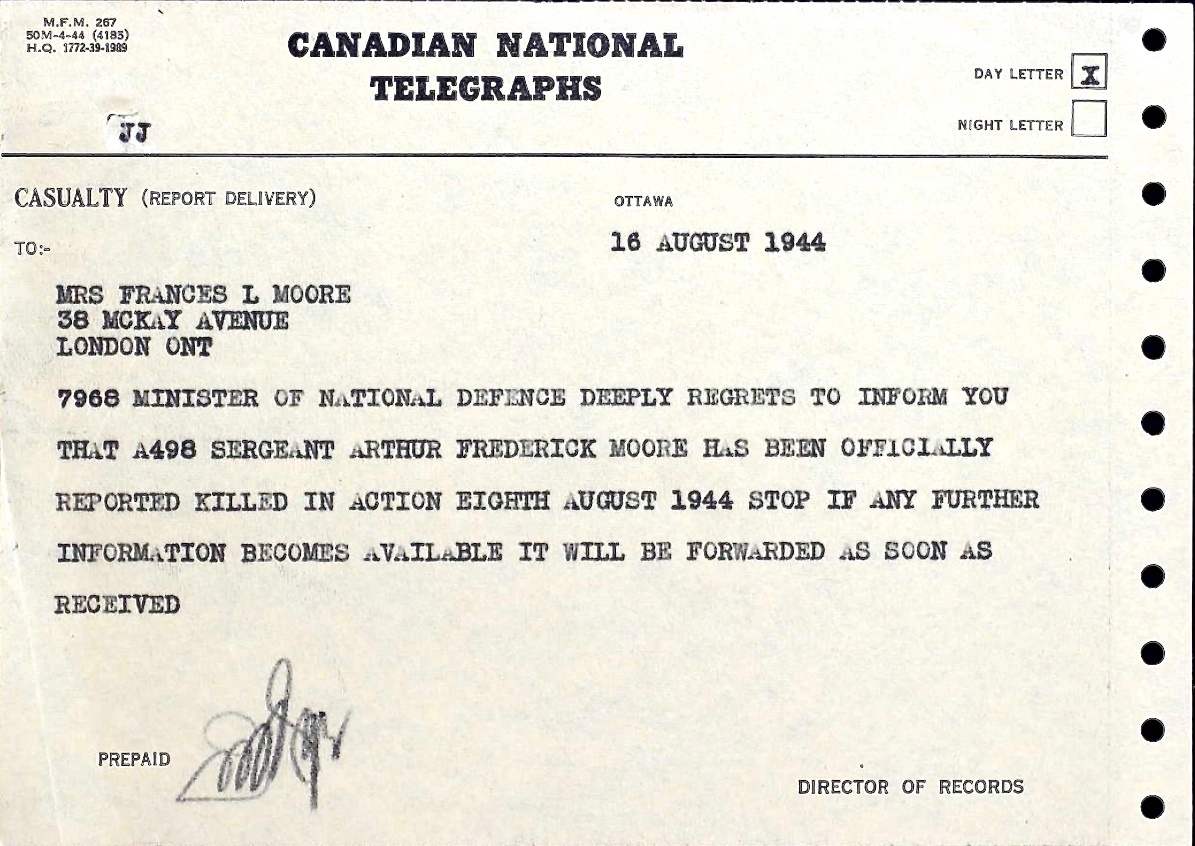 M.F.M. 267
50M-4-44 (4185)
H.Q. 1772-39-1989
CANADIAN NATIONAL
TELEGRAPHS
DAY LETTER X
NIGHT LETTER
JJ
CASUALTY (REPORT DELIVERY)
OTTAWA
TO:-
16 AUGUST 1944
MRS FRANCES L MOORE
38 MCKAY AVENUE
LONDON ONT
7968 MINISTER OF NATIONAL DEFENCE DEEPLY REGRETS TO INFORM YOU
THAT A498 SERGEANT ARTHUR FREDERICK MOORE HAS BEEN OFFICIALLY
REPORTED KILLED IN ACTION EIGHTH AUGUST 1944 STOP IF ANY FURTHER
INFORMATION BECOMES AVAILABLE IT WILL BE FORWARDED AS SOON AS
RECEIVED
PREPAID
DIRECTOR OF RECORDS